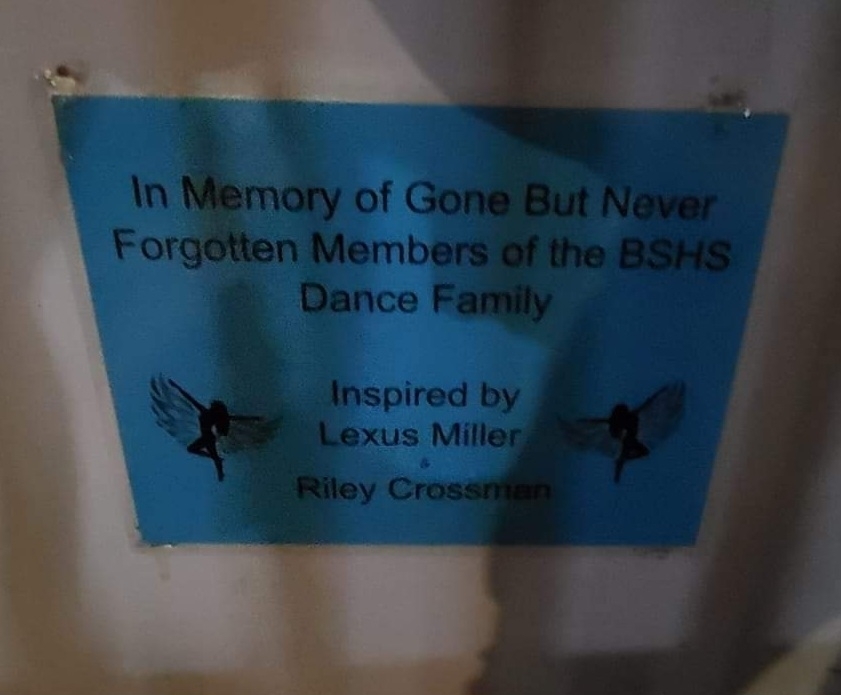 In Memory of Gone But Never
Forgotten Members of the BSHS
Dance Family
Inspired by
Lexus Miller
&
Riley Crossman